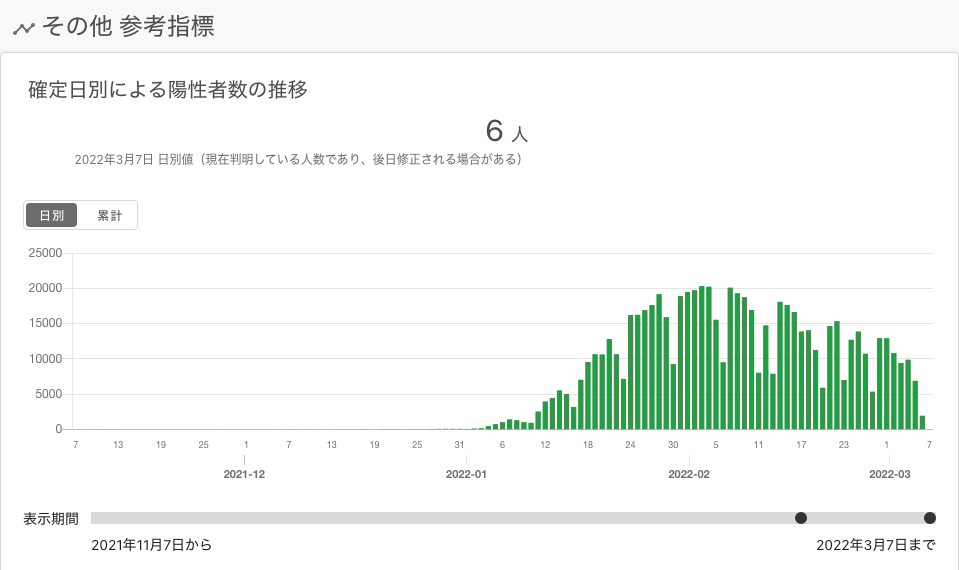 その他 参考指標
確定日別による陽性者数の推移
6 人
2022年3月7日 日別値（現在判明している人数であり、後日修正される場合がある）
日別 累計
25000
20000
15000
10000
5000
0
7 13 19 25 1 7 13 19 25 31 6 12 18 24 30 5 11 17 23 1 7
2021-12 2022-01 2022-02 2022-03
表示期間
2021年11月7日から 2022年3月7日まで